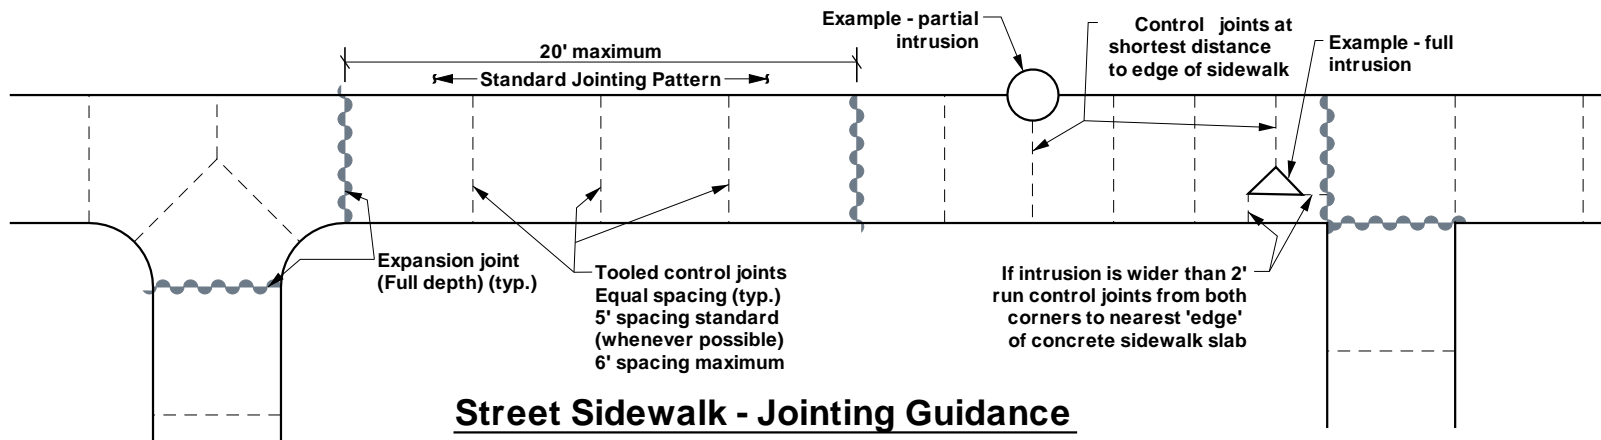 20' maximum
Standard Jointing Pattern
Example - partial
intrusion
Control joints at
shortest distance
to edge of sidewalk
Example - full
intrusion
Expansion joint
(Full depth) (typ.)
Tooled control joints
Equal spacing (typ.)
5' spacing standard
(whenever possible)
6' spacing maximum
If intrusion is wider than 2'
run control joints from both
corners to nearest 'edge'
of concrete sidewalk slab
Street Sidewalk - Jointing Guidance